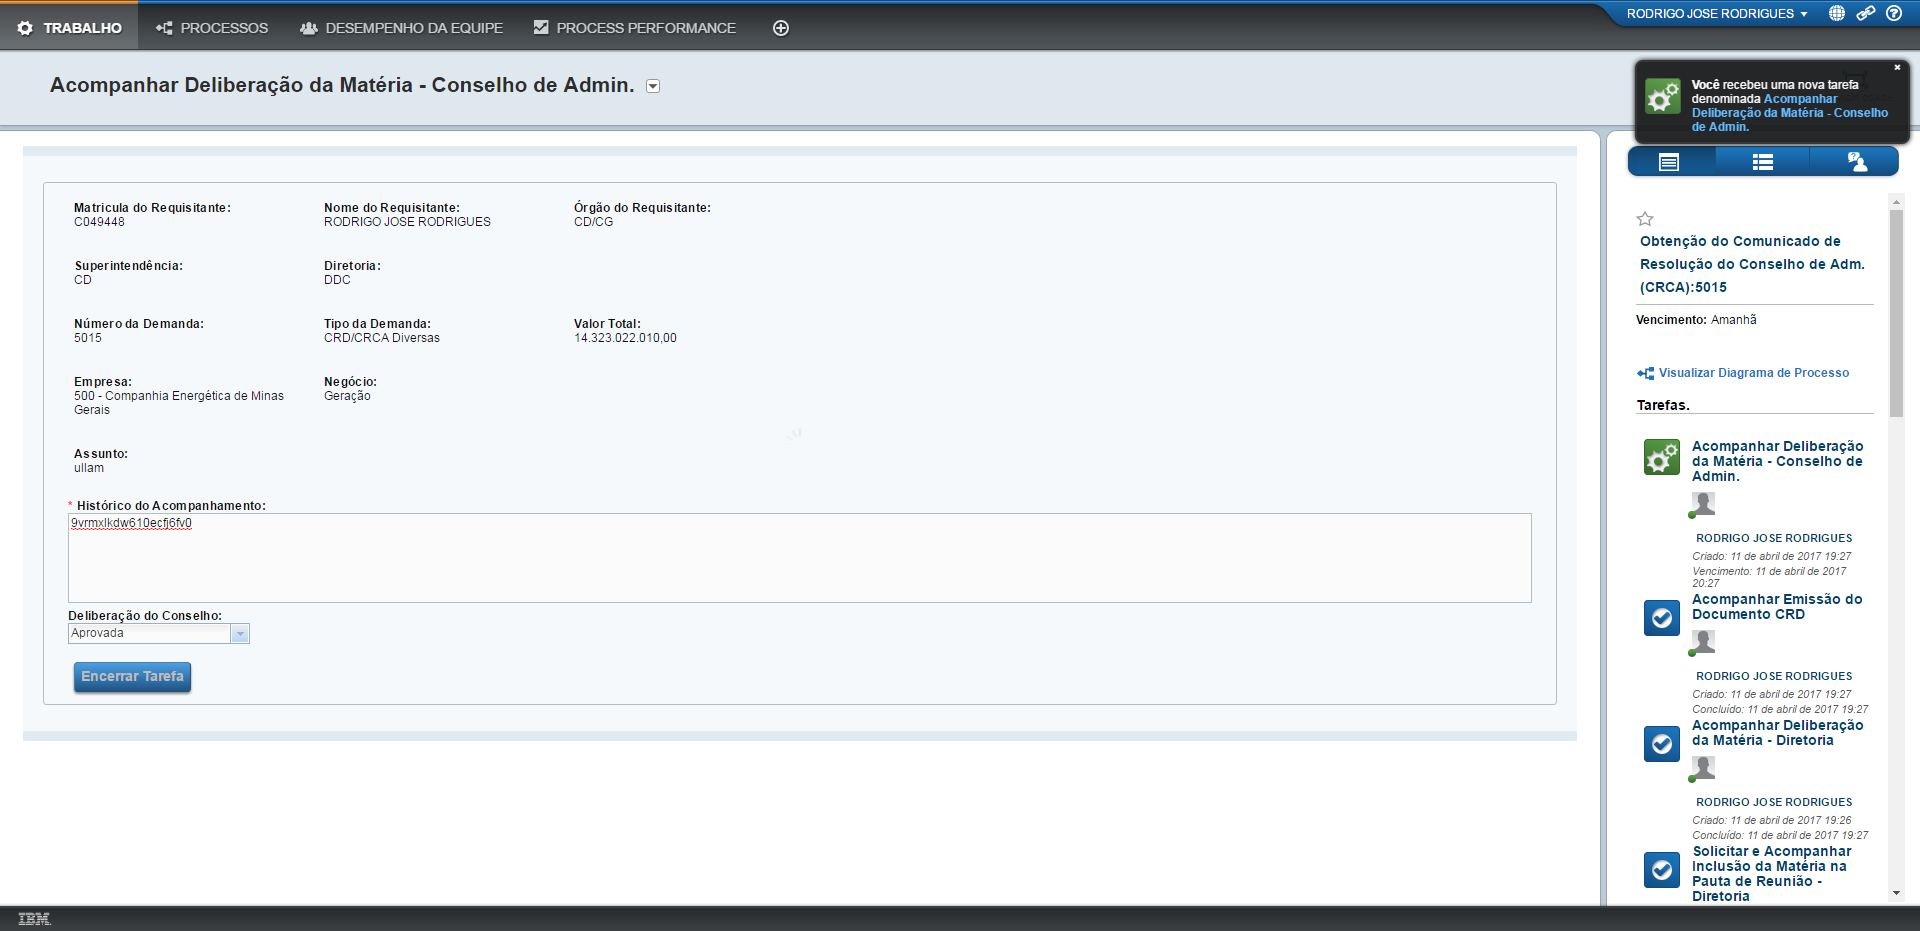 TRABALHO
PROCESSOS
DESEMPENHO DA EQUIPE
PROCESS PERFORMANCE
RODRIGO JOSE RODRIGUES
Acompanhar Deliberação da Matéria - Conselho de Admin.
Você recebeu uma nova tarefa
denominada Acompanhar
Deliberação da Matéria - Conselho
de Admin.
Matricula do Requisitante:
C049448
Nome do Requisitante:
RODRIGO JOSE RODRIGUES
Órgão do Requisitante:
CD/CG
Superintendência:
CD
Diretoria:
DDC
Número da Demanda:
5015
Tipo da Demanda:
CRD/CRCA Diversas
Valor Total:
14.323.022.010,00
Empresa:
500 - Companhia Energética de Minas
Gerais
Negócio:
Geração
Assunto:
ullam
* Histórico do Acompanhamento:
9vrmxlkdw610ecfj6fv0
Deliberação do Conselho:
Aprovada
Encerrar Tarefa
Obtenção do Comunicado de
Resolução do Conselho de Adm.
(CRCA):5015
Vencimento: Amanhã
Visualizar Diagrama de Processo
Tarefas.
Acompanhar Deliberação
da Matéria - Conselho de
Admin.
RODRIGO JOSE RODRIGUES
Criado: 11 de abril de 2017 19:27
Vencimento: 11 de abril de 2017
20:27
Acompanhar Emissão do
Documento CRD
RODRIGO JOSE RODRIGUES
Criado: 11 de abril de 2017 19:27
Concluído: 11 de abril de 2017 19:27
Acompanhar Deliberação
da Matéria - Diretoria
RODRIGO JOSE RODRIGUES
Criado: 11 de abril de 2017 19:26
Concluído: 11 de abril de 2017 19:27
Solicitar e Acompanhar
Inclusão da Matéria na
Pauta de Reunião -
Diretoria
IBM